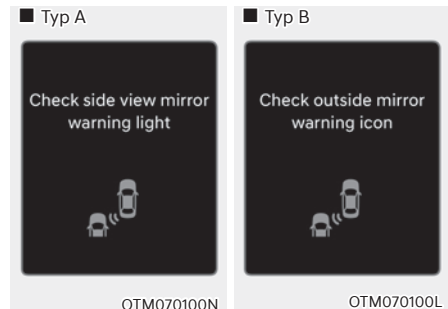 ■ Typ A
Check side view mirror
warning light
OTM070100N
■ Typ B
Check outside mirror
warning icon
OTM070100L